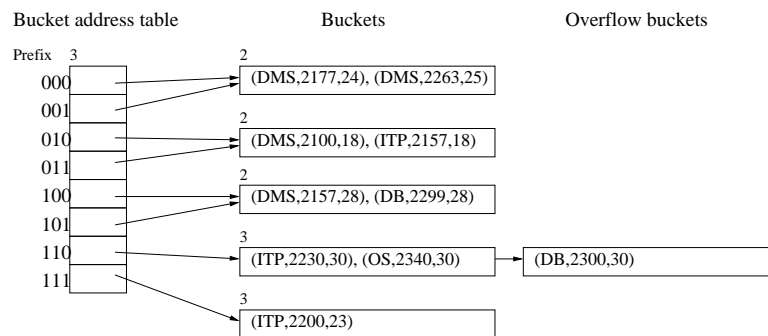 Bucket address table
Buckets
Overflow buckets
Prefix
3
2
000
(DMS,2177,24), (DMS,2263,25)
001
2
010
(DMS,2100,18), (ITP,2157,18)
011
2
100
(DMS,2157,28), (DB,2299,28)
101
3
110
(ITP,2230,30), (OS,2340,30)
(DB,2300,30)
111
3
(ITP,2200,23)